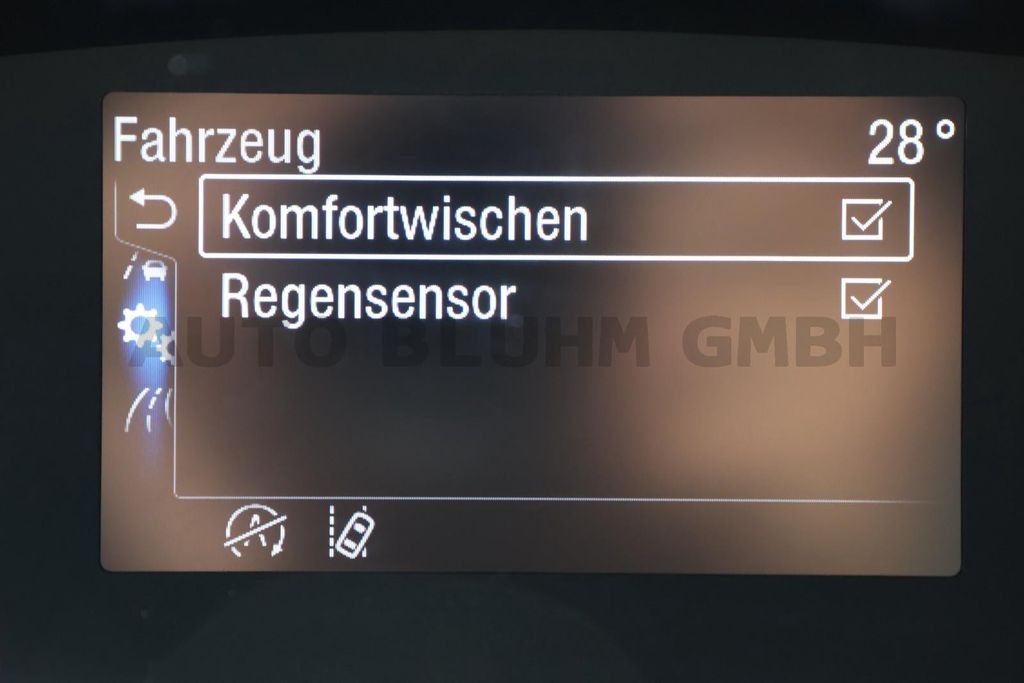 Fahrzeug 28°
Komfortwischen
Regensensor
AUTO BLUHM GMBH